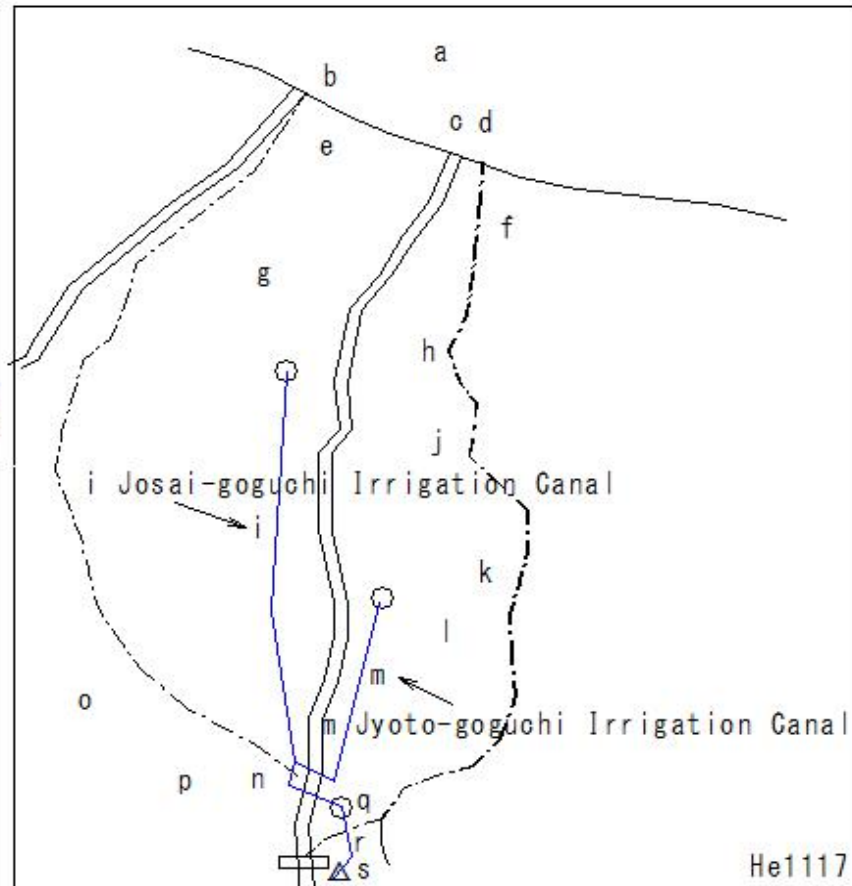 a
b
c d
e
f
g
h
j
i Josai-goguchi Irrigation Canal
i
k
l
m
o
m Jyoto-goguchi Irrigation Canal
p n
q
r
s
He1117